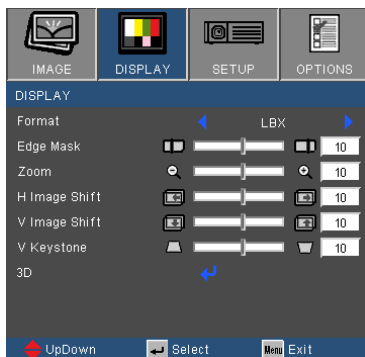 IMAGE DISPLAY SETUP OPTIONS
DISPLAY
Format LBX
Edge Mask 10
Zoom 10
H Image Shift 10
V Image Shift 10
V Keystone 10
3D
UpDown Select Menu Exit